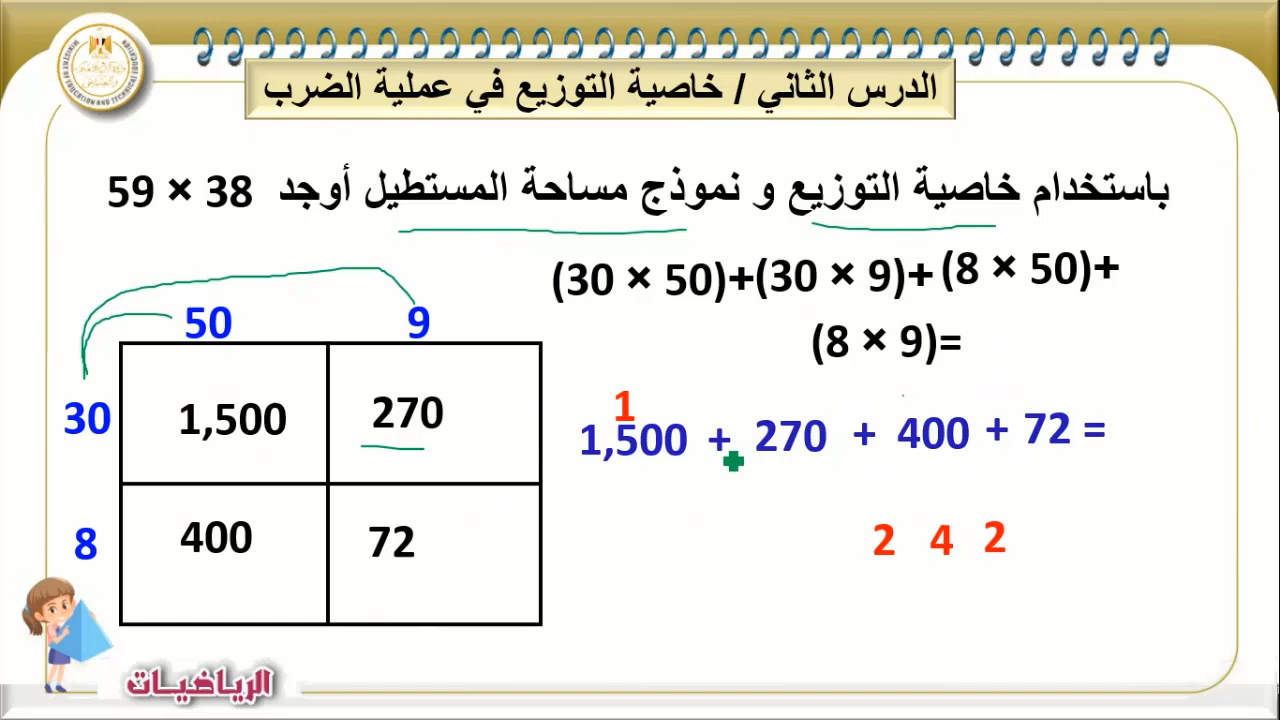 الدرس الثاني / خاصية التوزيع في عملية الضرب
باستخدام خاصية التوزيع و نموذج مساحة المستطيل أوجد 59 × 38
(30 × 50)+(30 × 9)+(8 × 50)+
(8 × 9)=
50 9
30 1,500 270
8 400 72
1
1,500 + 270 + 400 + 72 =
2 4 2
الرياضيات